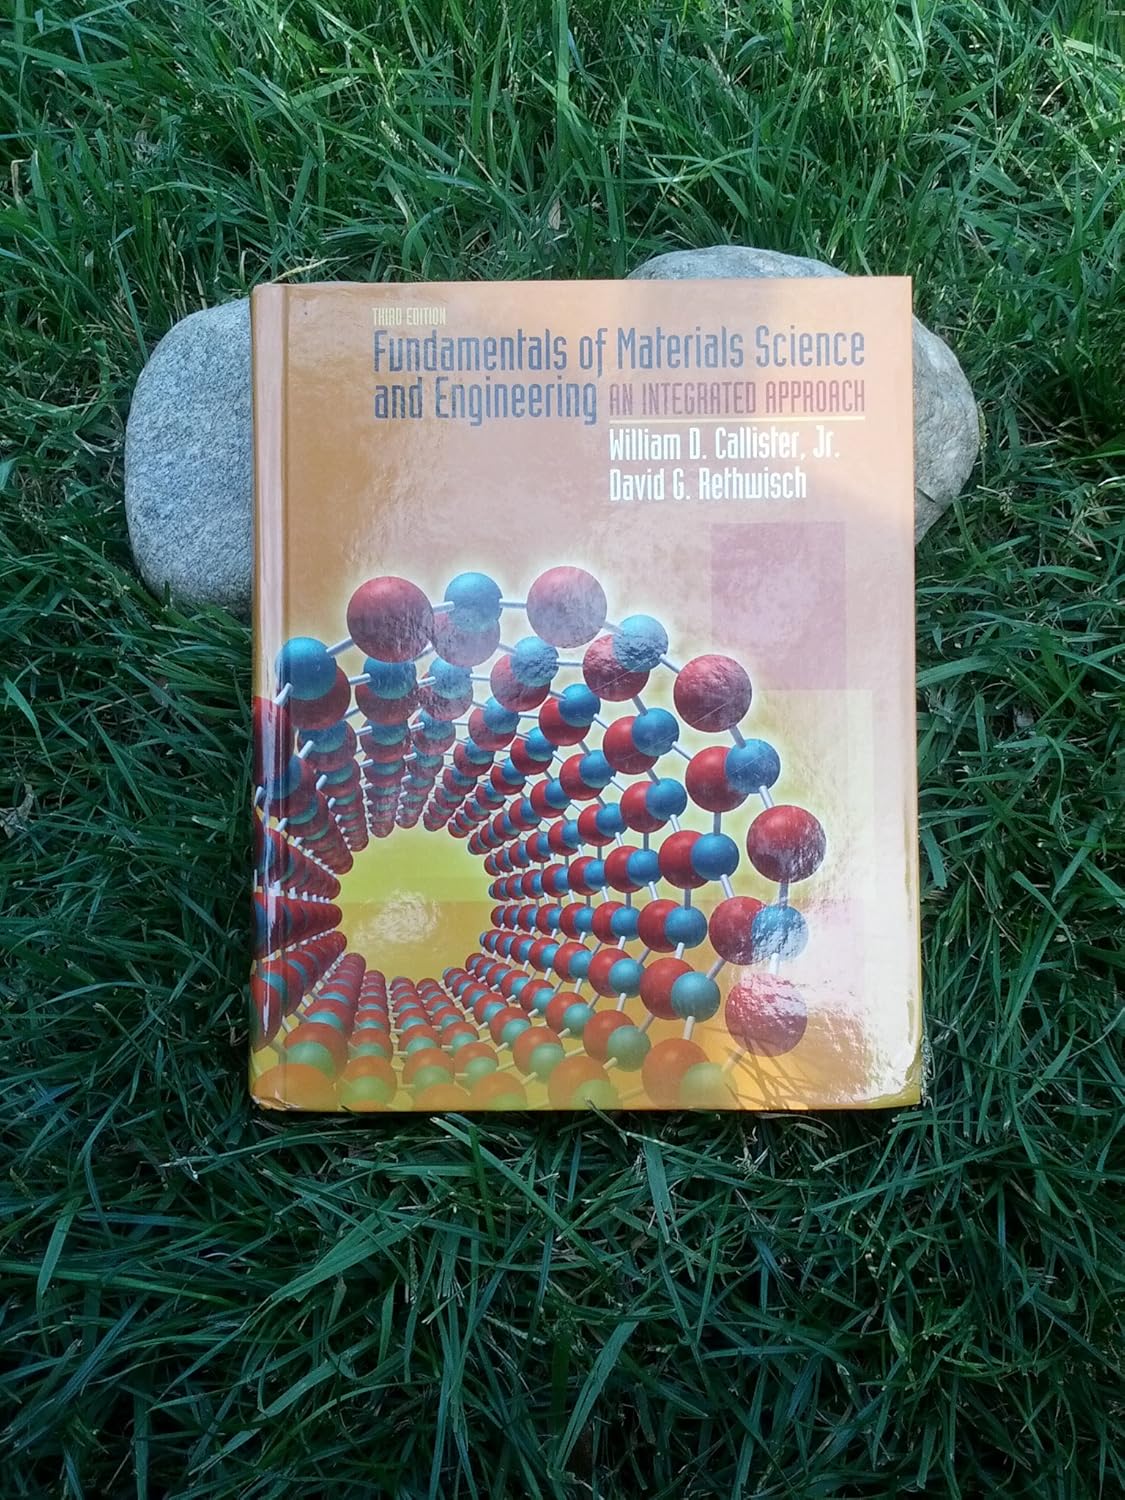 THIRD EDITION
Fundamentals of Materials Science
and Engineering AN INTEGRATED APPROACH
William D. Callister, Jr.
David G. Rethwisch